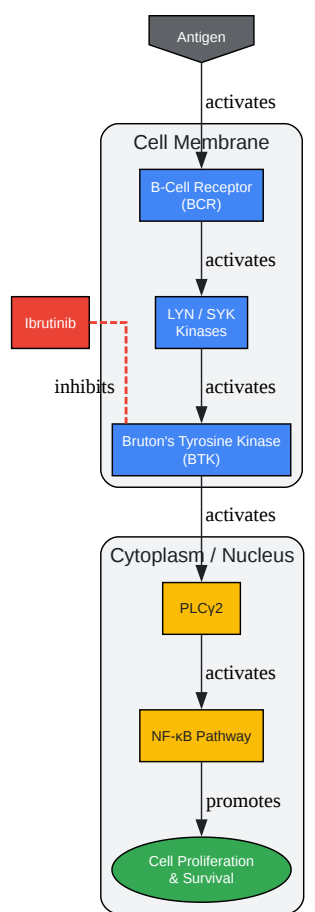 Antigen
activates
Cell Membrane
B-Cell Receptor
(BCR)
activates
LYN / SYK
Kinases
Ibrutinib
inhibits
activates
Bruton's Tyrosine Kinase
(BTK)
activates
Cytoplasm / Nucleus
PLCγ2
activates
NF-κB Pathway
promotes
Cell Proliferation
& Survival